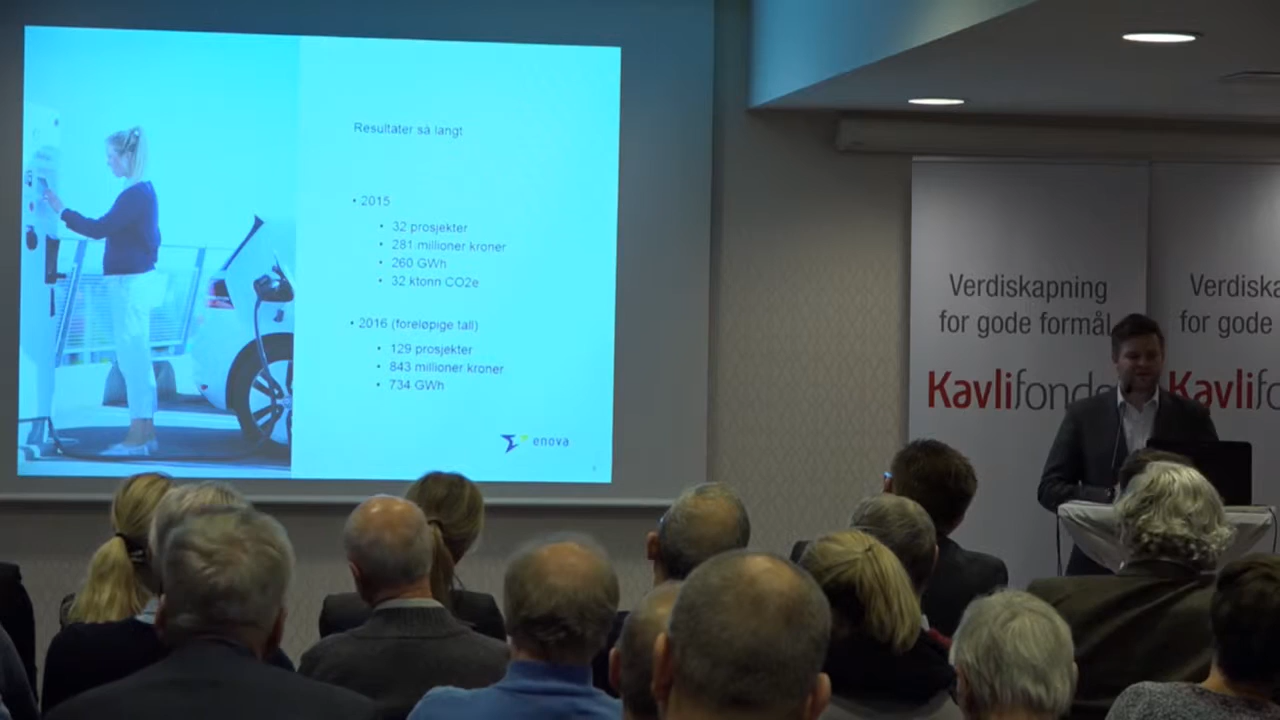 Resultater så langt
• 2015
• 32 prosjekter
• 281 millioner kroner
• 260 GWh
• 32 ktonn CO2e
• 2016 (foreløpige tall)
• 129 prosjekter
• 843 millioner kroner
• 734 GWh
enova
Verdiskapning
for gode formål
Kavlifonde
Verdiska
for gode
Kavlifo